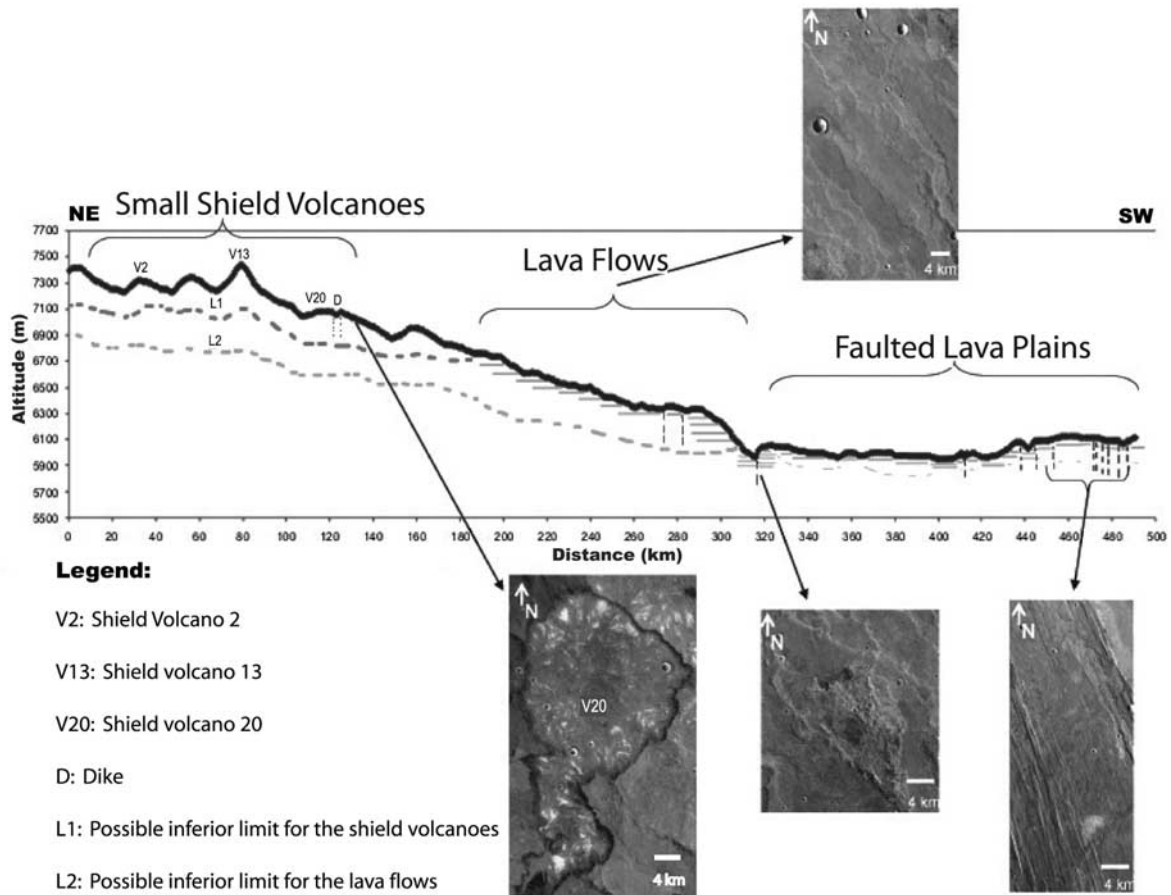 N
Small Shield Volcanoes
NE
SW
7700
7500
7300
7100
6900
6700
6500
6300
6100
5900
5700
5500
Altitude (m)
V2
V13
L1
V20
D
L2
Lava Flows
4 km
Faulted Lava Plains
0 20 40 60 80 100 120 140 160 180 200 220 240 260 280 300 320 340 360 380 400 420 440 460 480 500
Distance (km)
Legend:
V2: Shield Volcano 2
V13: Shield volcano 13
V20: Shield volcano 20
D: Dike
L1: Possible inferior limit for the shield volcanoes
L2: Possible inferior limit for the lava flows
N
V20
4 km
N
4 km
N
4 km